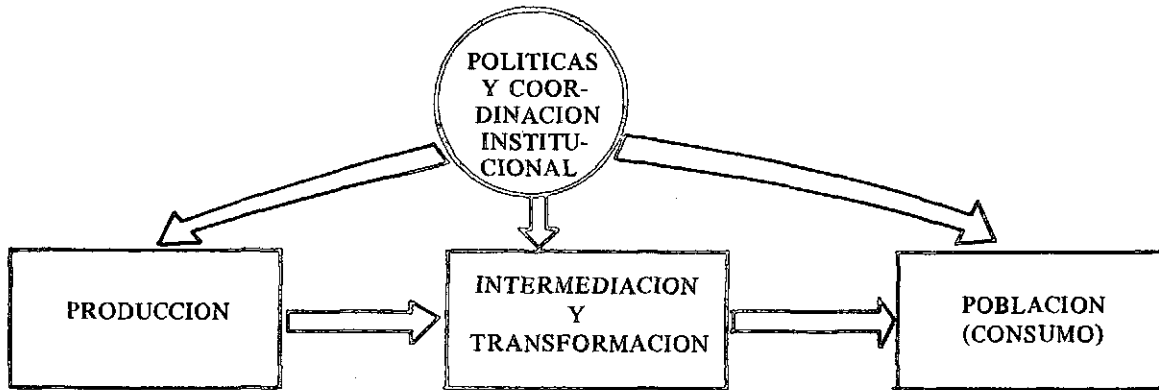 POLITICAS
Y COOR-
DINACION
INSTITU-
CIONAL
PRODUCCION
INTERMEDIACION
Y
TRANSFORMACION
POBLACION
(CONSUMO)